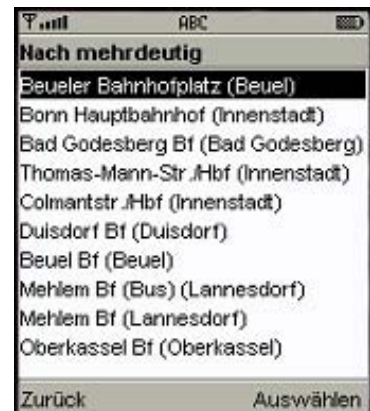 ABC
Nach mehrdeutig
Beueler Bahnhofplatz (Beuel)
Bonn Hauptbahnhof (Innenstadt)
Bad Godesberg Bf (Bad Godesberg)
Thomas-Mann-Str./Hbf (Innenstadt)
Colmantstr./Hbf (Innenstadt)
Duisdorf Bf (Duisdorf)
Beuel Bf (Beuel)
Mehlem Bf (Bus) (Lannesdorf)
Mehlem Bf (Lannesdorf)
Oberkassel Bf (Oberkassel)
Zurück Auswählen